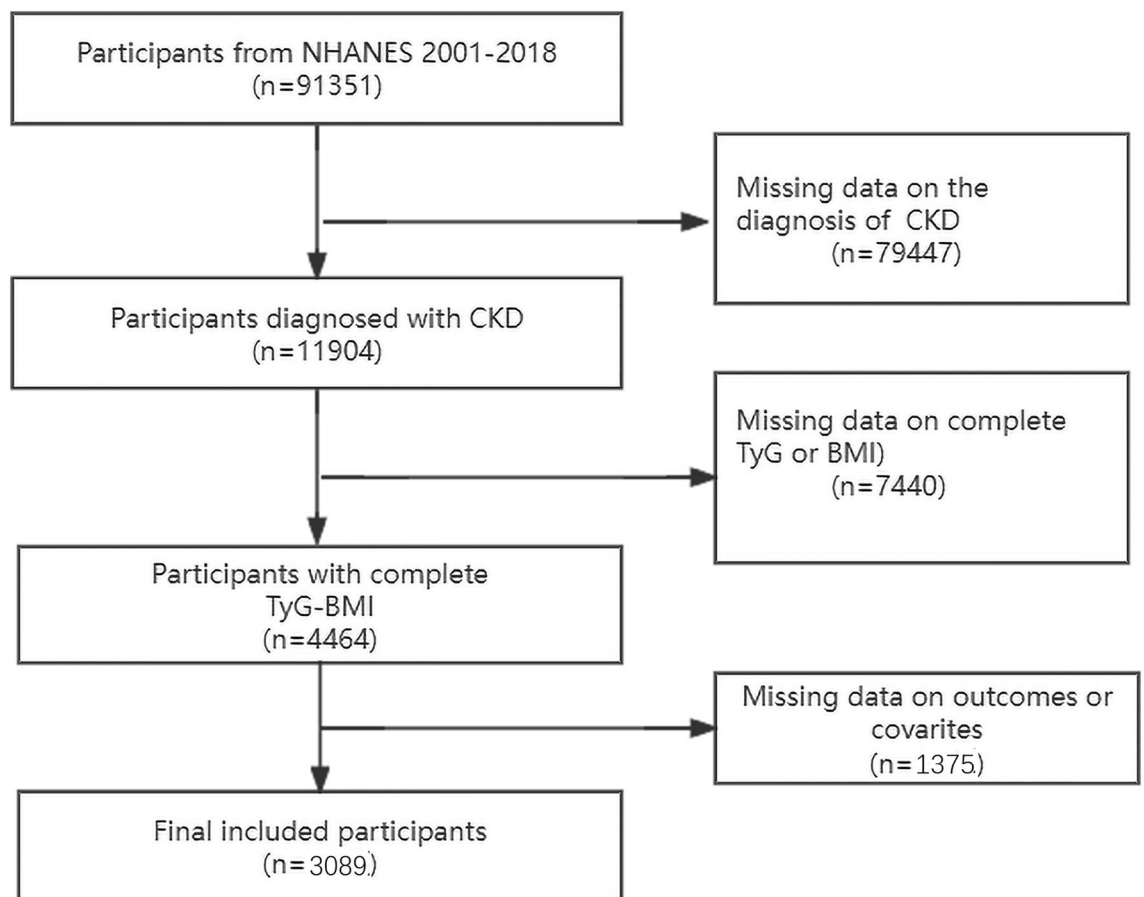 Participants from NHANES 2001-2018
(n=91351)
Missing data on the
diagnosis of CKD
(n=79447)
Participants diagnosed with CKD
(n=11904)
Missing data on complete
TyG or BMI)
(n=7440)
Participants with complete
TyG-BMI
(n=4464)
Missing data on outcomes or
covarites
(n=1375)
Final included participants
(n=3089)